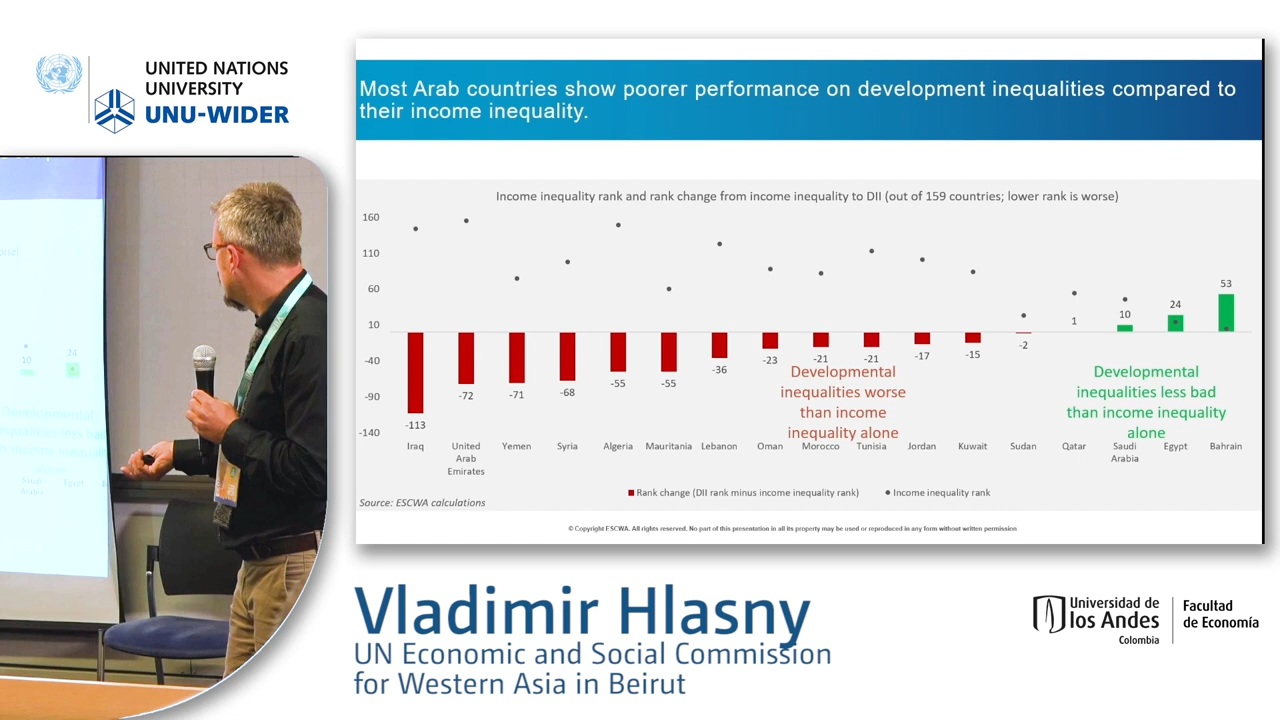 UNITED NATIONS
UNIVERSITY
UNU-WIDER
Most Arab countries show poorer performance on development inequalities compared to
their income inequality.
Income inequality rank and rank change from income inequality to DII (out of 159 countries; lower rank is worse)
160
110
60
10
-40
-90
-140
-113
-72
-71
-68
-55
-55
-36
-23
-21
-21
-17
-15
-2
1
10
24
53
Developmental
inequalities worse
than income
inequality alone
Developmental
inequalities less bad
than income inequality
alone
Iraq
United
Arab
Emirates
Yemen
Syria
Algeria
Mauritania
Lebanon
Oman
Morocco
Tunisia
Jordan
Kuwait
Sudan
Qatar
Saudi
Arabia
Egypt
Bahrain
Rank change (DII rank minus income inequality rank)
Income inequality rank
Source: ESCWA calculations
© Copyright ESCWA. All rights reserved. No part of this presentation in all its property may be used or reproduced in any form without written permission
10
24
Developmental
Saudi
Arabia
Egypt
Vladimir Hlasny
UN Economic and Social Commission
for Western Asia in Beirut
Universidad de
los Andes
Colombia
Facultad
de Economía